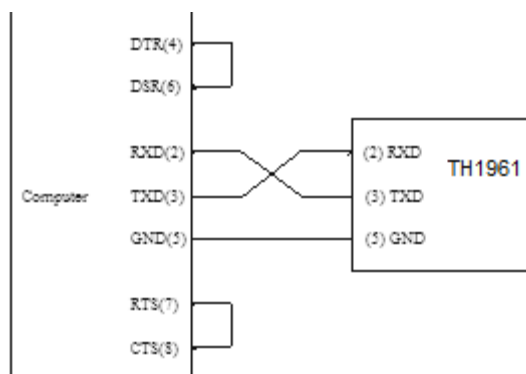 DTR(4)
DSR(6)
RXD(2)
(2) RXD
TH1961
Computer
TXD(3)
(3) TXD
GND(5)
(5) GND
RTS(7)
CTS(8)